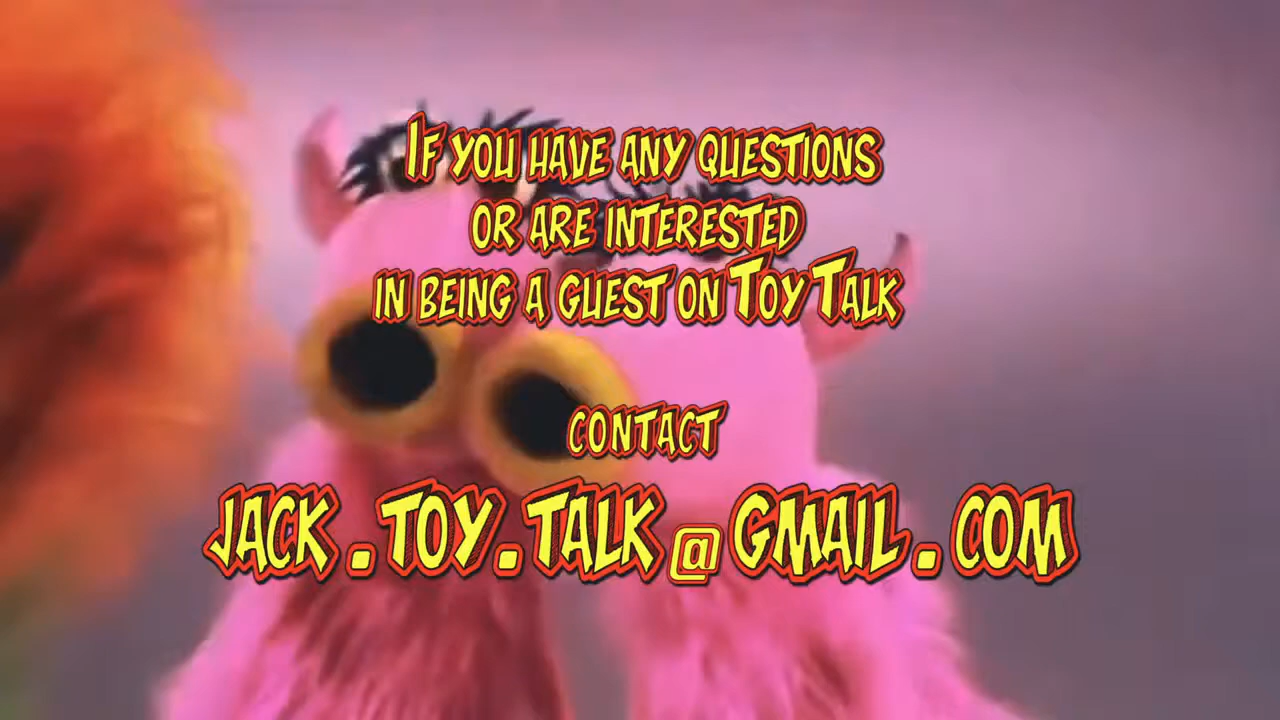 If you have any questions
or are interested
in being a guest on Toy Talk
contact
jack.toy.talk@gmail.com